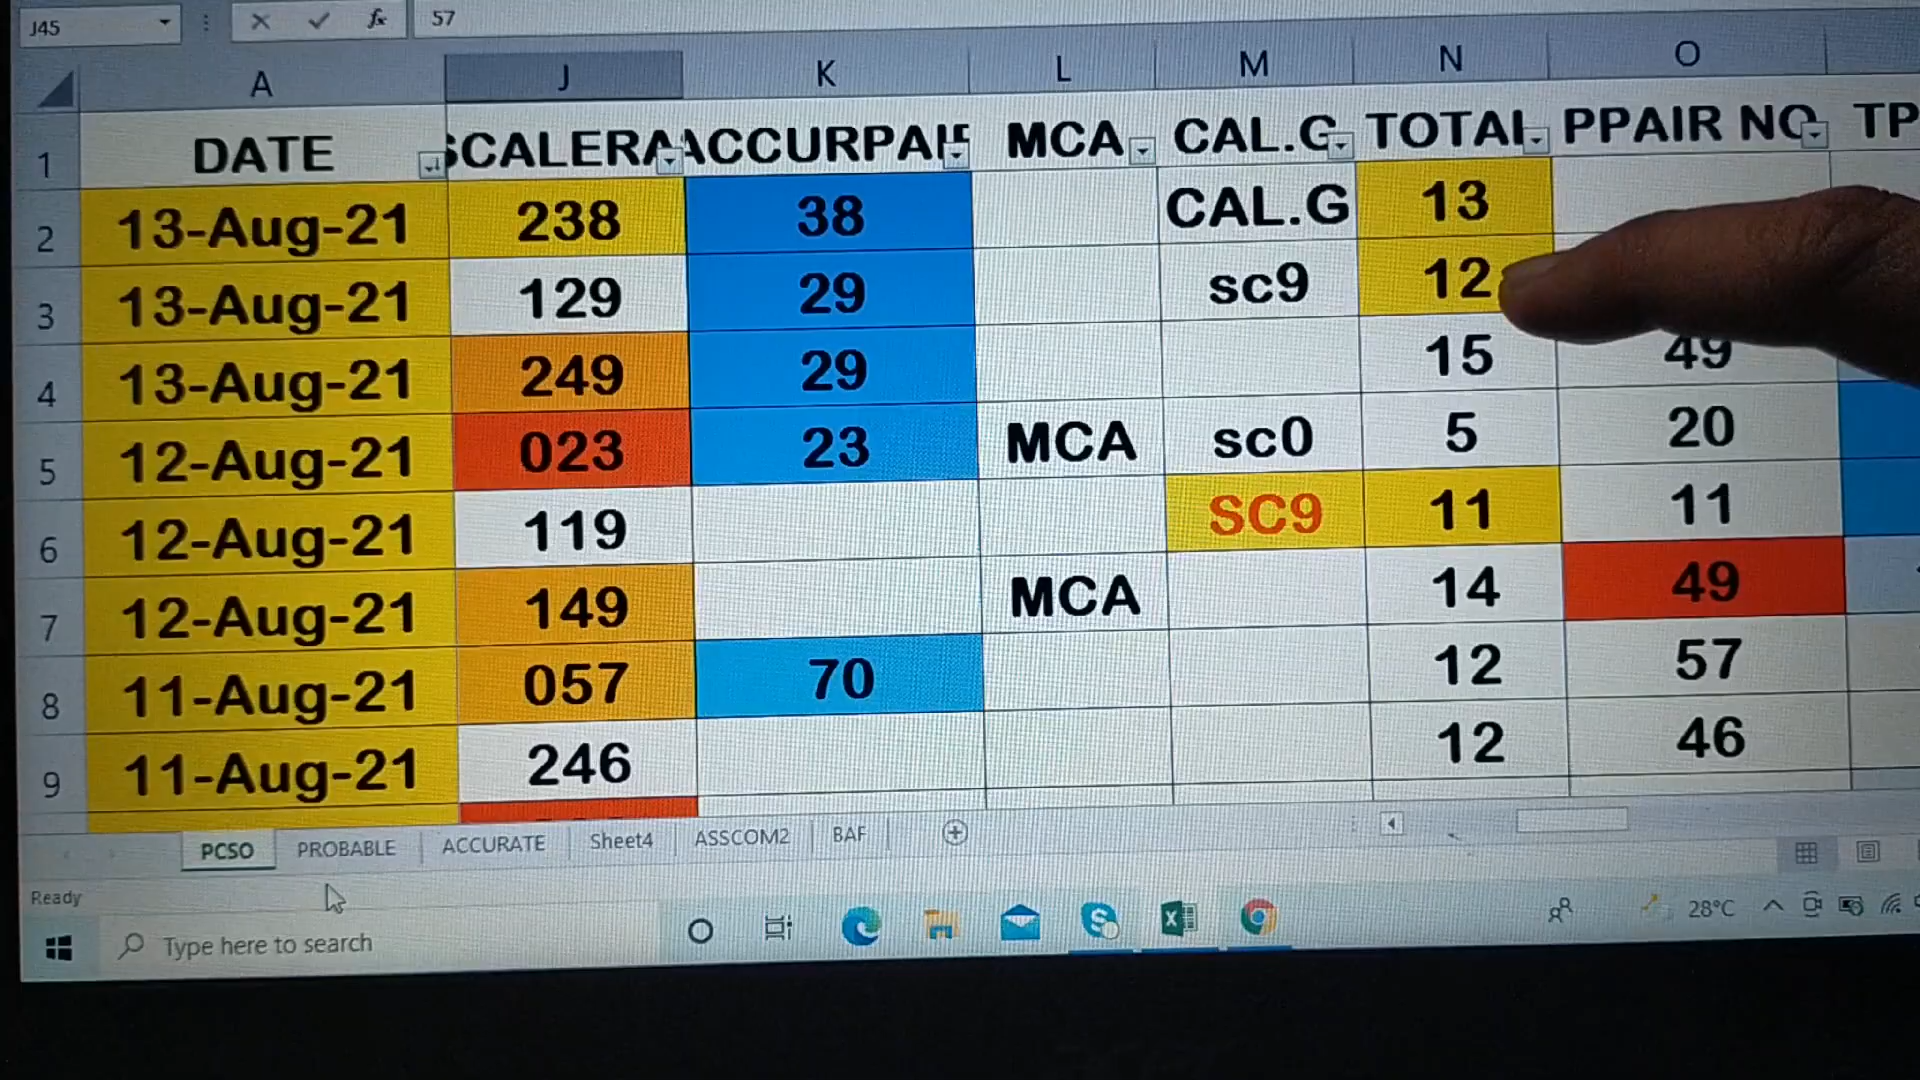 J45 57
A J K L M N O
1 DATE SCALERA ACCURPAIR MCA CAL.G TOTAL PPAIR NO TP
2 13-Aug-21 238 38 CAL.G 13
3 13-Aug-21 129 29 sc9 12
4 13-Aug-21 249 29 15 49
5 12-Aug-21 023 23 MCA sc0 5 20
6 12-Aug-21 119 SC9 11 11
7 12-Aug-21 149 MCA 14 49
8 11-Aug-21 057 70 12 57
9 11-Aug-21 246 12 46
PCSO PROBABLE ACCURATE Sheet4 ASSCOM2 BAF
Ready
Type here to search 28°C